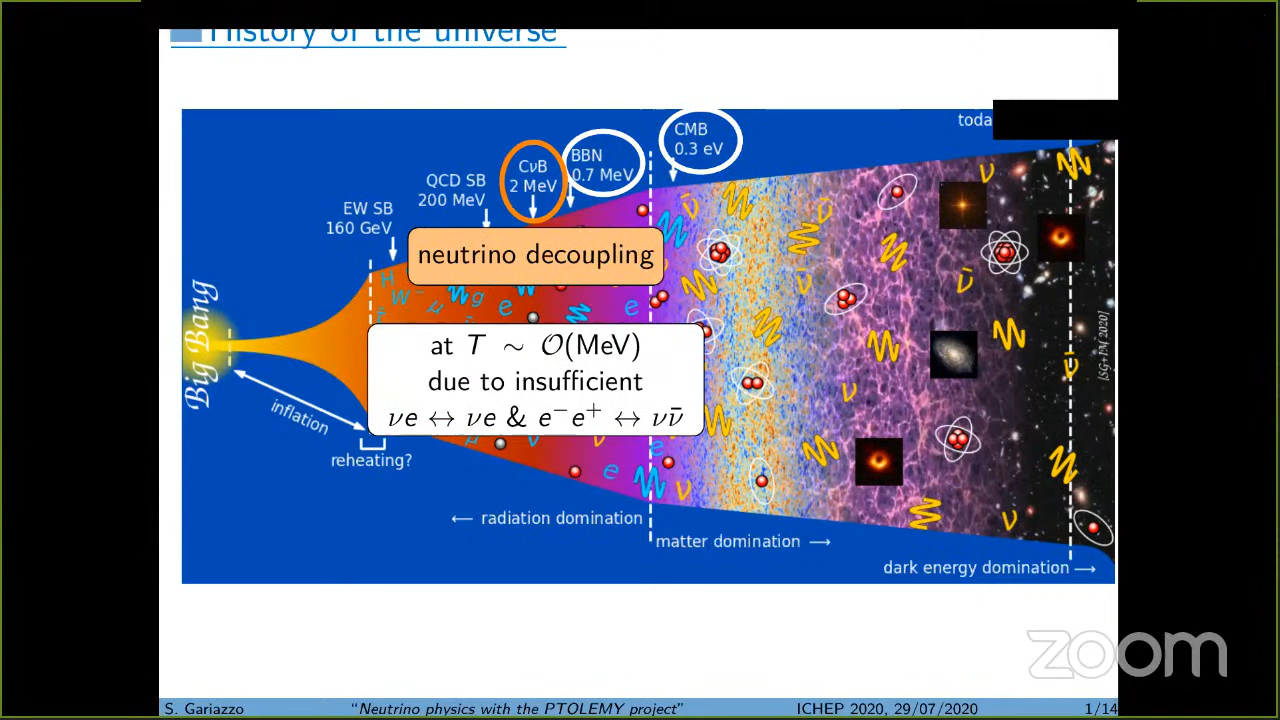 History of the universe
toda
CMB
0.3 eV
BBN
0.7 MeV
CνB
2 MeV
QCD SB
200 MeV
EW SB
160 GeV
neutrino decoupling
at T ∼ O(MeV)
due to insufficient
νe ↔ νe & e⁻e⁺ ↔ νν̄
Big Bang
inflation
reheating?
[SG+IM 2020]
⟵ radiation domination
matter domination ⟶
dark energy domination ⟶
zoom
S. Gariazzo "Neutrino physics with the PTOLEMY project" ICHEP 2020, 29/07/2020 1/14